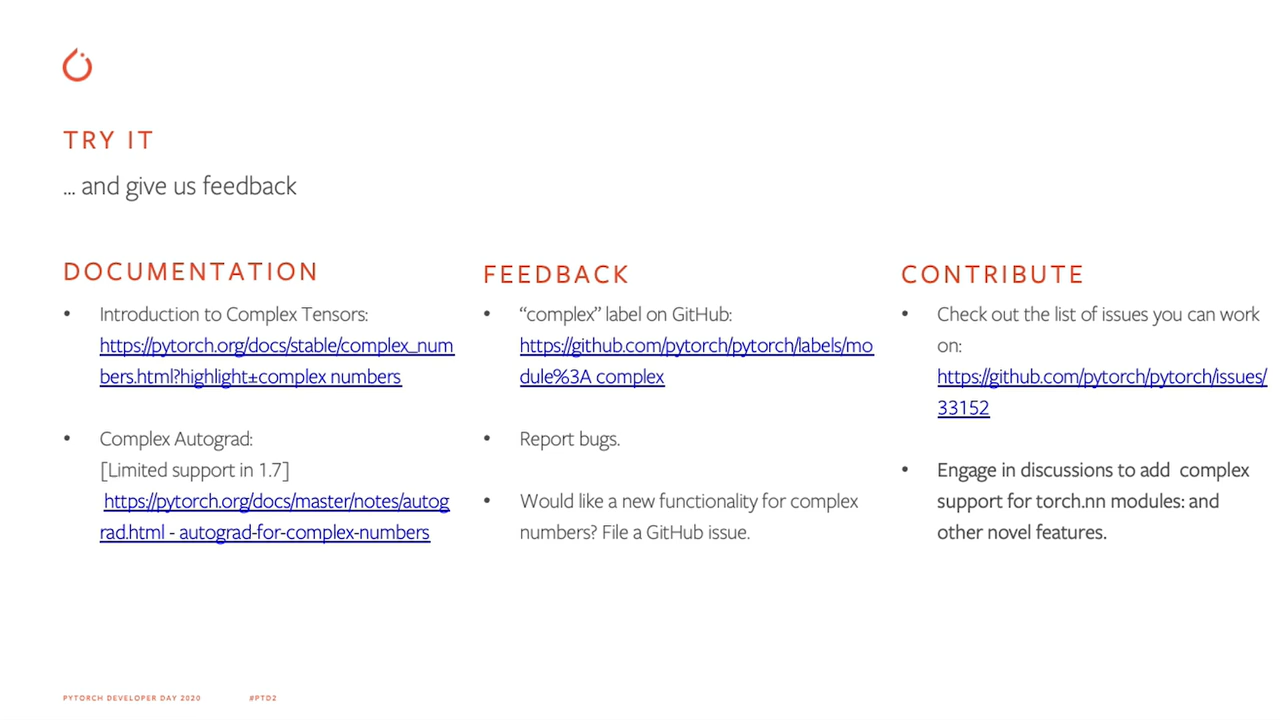 TRY IT
... and give us feedback
DOCUMENTATION
• Introduction to Complex Tensors:
https://pytorch.org/docs/stable/complex_num
bers.html?highlight±complex numbers
• Complex Autograd:
[Limited support in 1.7]
https://pytorch.org/docs/master/notes/autog
rad.html - autograd-for-complex-numbers
FEEDBACK
• “complex” label on GitHub:
https://github.com/pytorch/pytorch/labels/mo
dule%3A complex
• Report bugs.
• Would like a new functionality for complex
numbers? File a GitHub issue.
CONTRIBUTE
• Check out the list of issues you can work
on:
https://github.com/pytorch/pytorch/issues/
33152
• Engage in discussions to add  complex
support for torch.nn modules: and
other novel features.
PYTORCH DEVELOPER DAY 2020
#PTD2